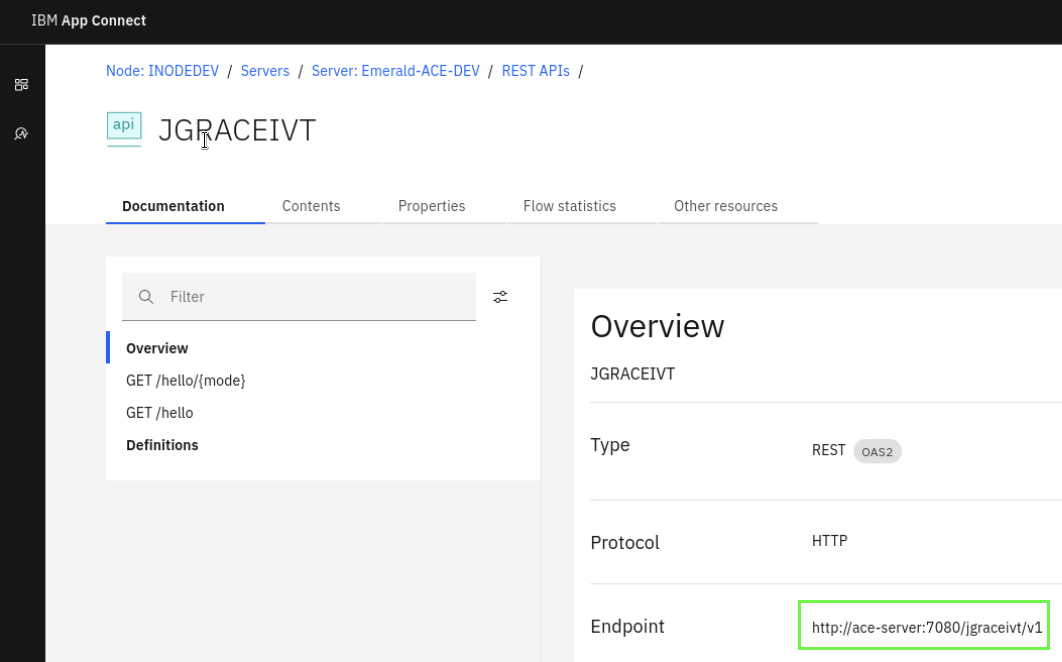 IBM App Connect
Node: INODEDEV / Servers / Server: Emerald-ACE-DEV / REST APIs /
api JGRACEIVT
Documentation Contents Properties Flow statistics Other resources
Filter
Overview
GET /hello/{mode}
GET /hello
Definitions
Overview
JGRACEIVT
Type REST OAS2
Protocol HTTP
Endpoint http://ace-server:7080/jgraceivt/v1